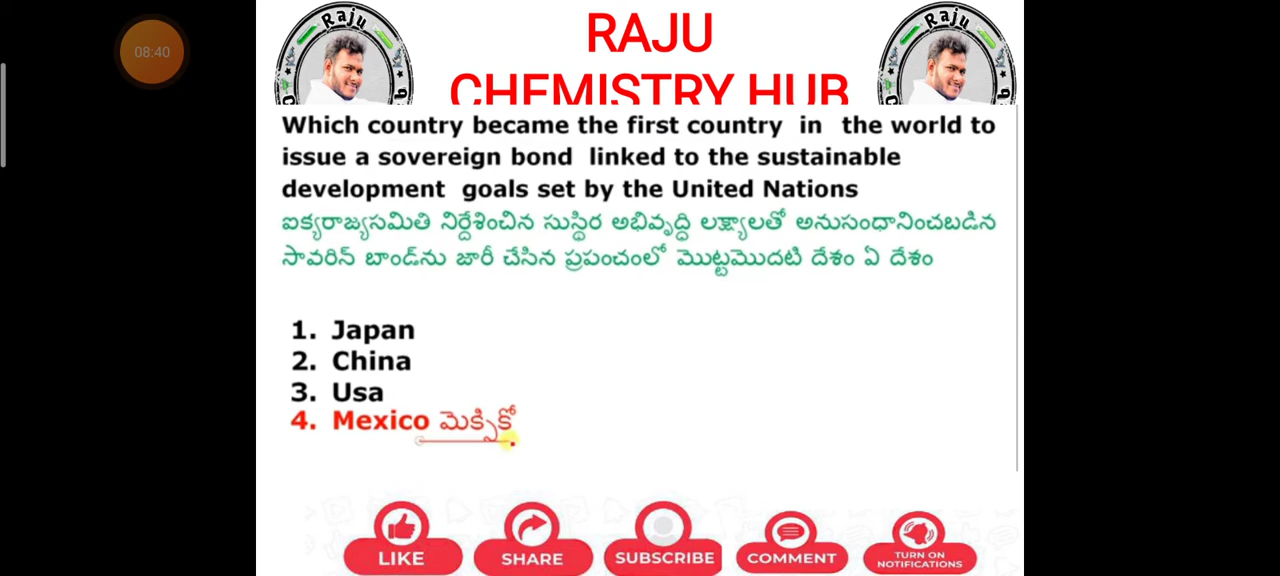 08:40
Raju
Raju
RAJU
CHEMISTRY HUB
Which country became the first country in the world to
issue a sovereign bond linked to the sustainable
development goals set by the United Nations
ఐక్యరాజ్యసమితి నిర్దేశించిన సుస్థిర అభివృద్ధి లక్ష్యాలతో అనుసంధానించబడిన
సావరిన్ బాండ్‌ను జారీ చేసిన ప్రపంచంలో మొట్టమొదటి దేశం ఏ దేశం
1. Japan
2. China
3. Usa
4. Mexico మెక్సికో
LIKE
SHARE
SUBSCRIBE
COMMENT
TURN ON
NOTIFICATIONS